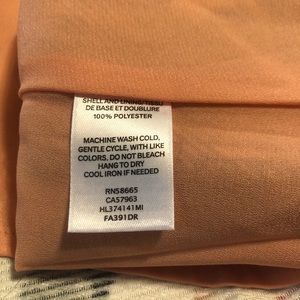 SHELL AND LINING/TISSU
DE BASE ET DOUBLURE
100% POLYESTER
MACHINE WASH COLD,
GENTLE CYCLE, WITH LIKE
COLORS, DO NOT BLEACH
HANG TO DRY
COOL IRON IF NEEDED
RN58665
CA57963
HL374141MI
FA391DR